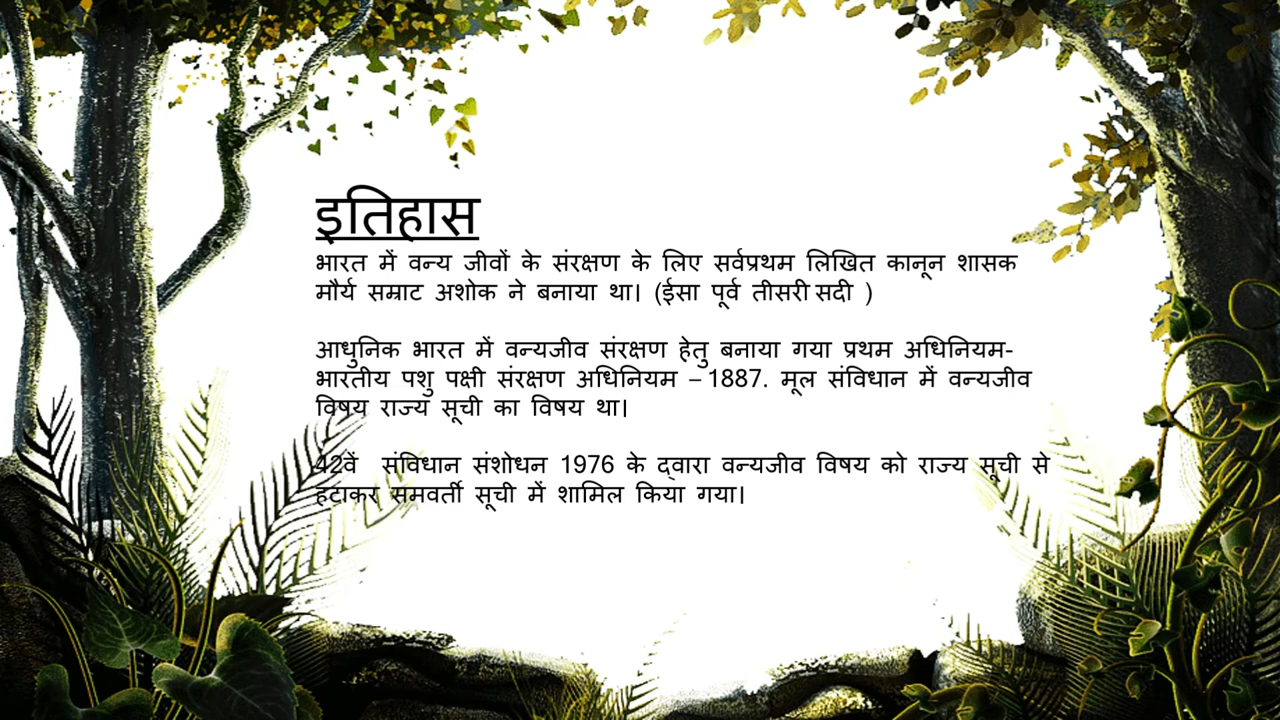 इतिहास
भारत में वन्य जीवों के संरक्षण के लिए सर्वप्रथम लिखित कानून शासक
मौर्य सम्राट अशोक ने बनाया था। (ईसा पूर्व तीसरी सदी )
आधुनिक भारत में वन्यजीव संरक्षण हेतु बनाया गया प्रथम अधिनियम-
भारतीय पशु पक्षी संरक्षण अधिनियम – 1887. मूल संविधान में वन्यजीव
विषय राज्य सूची का विषय था।
42वें संविधान संशोधन 1976 के द्वारा वन्यजीव विषय को राज्य सूची से
हटाकर समवर्ती सूची में शामिल किया गया।